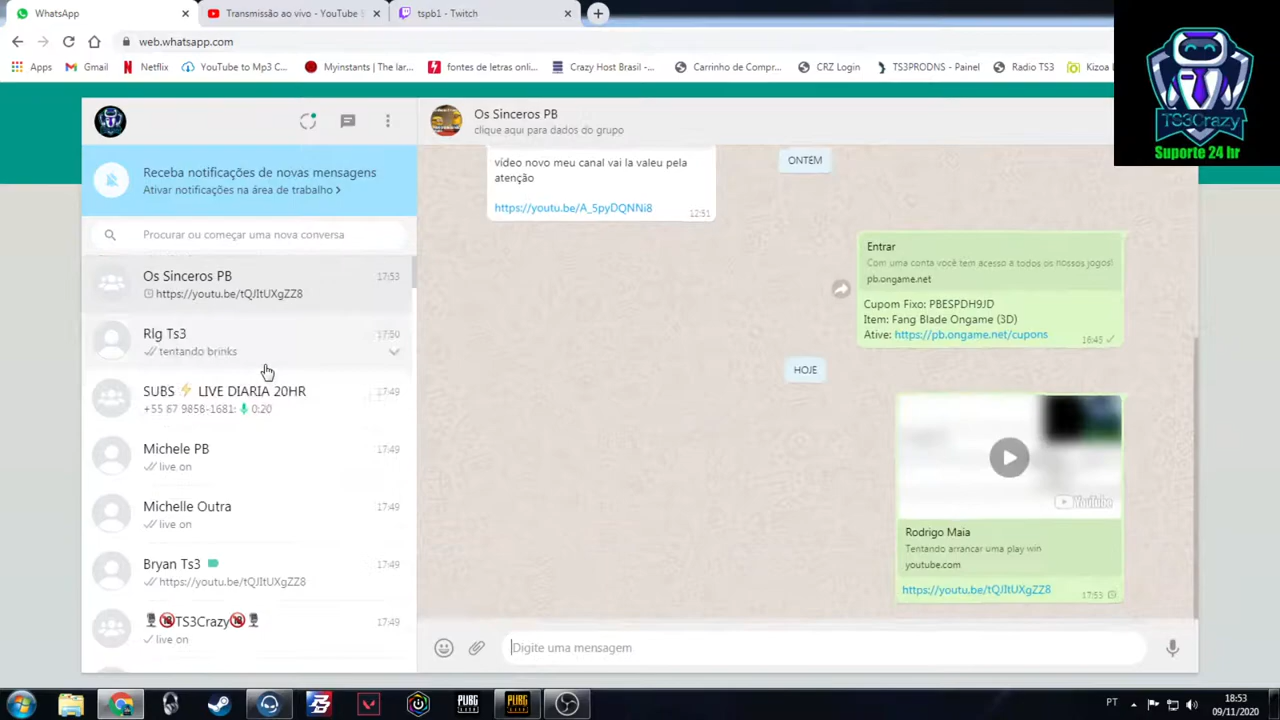 WhatsApp
Transmissão ao vivo - YouTube S
tspb1 - Twitch
web.whatsapp.com
Apps
Gmail
Netflix
YouTube to Mp3 C...
Myinstants | The lar...
fontes de letras onli...
Crazy Host Brasil -...
Carrinho de Compr...
CRZ Login
TS3PRODNS - Painel
Radio TS3
Kizoa
TS3Crazy
Suporte 24 hr
Os Sinceros PB
clique aqui para dados do grupo
Receba notificações de novas mensagens
Ativar notificações na área de trabalho
Procurar ou começar uma nova conversa
Os Sinceros PB
17:53
https://youtu.be/tQJItUXgZZ8
Rlg Ts3
17:50
tentando brinks
SUBS ⚡ LIVE DIARIA 20HR
17:49
+55 87 9858-1681: 0:20
Michele PB
17:49
live on
Michelle Outra
17:49
live on
Bryan Ts3
17:49
https://youtu.be/tQJItUXgZZ8
🎙️🔞TS3Crazy🔞🎙️
17:49
live on
vídeo novo meu canal vai la valeu pela
atenção
https://youtu.be/A_5pyDQNNi8
12:51
ONTEM
Entrar
Com uma conta você tem acesso a todos os nossos jogos!
pb.ongame.net
Cupom Fixo: PBESPDH9JD
Item: Fang Blade Ongame (3D)
Ative: https://pb.ongame.net/cupons
16:45
HOJE
YouTube
Rodrigo Maia
Tentando arrancar uma play win
youtube.com
https://youtu.be/tQJItUXgZZ8
17:53
Digite uma mensagem
PUBG
PUBG
PT
18:53
09/11/2020